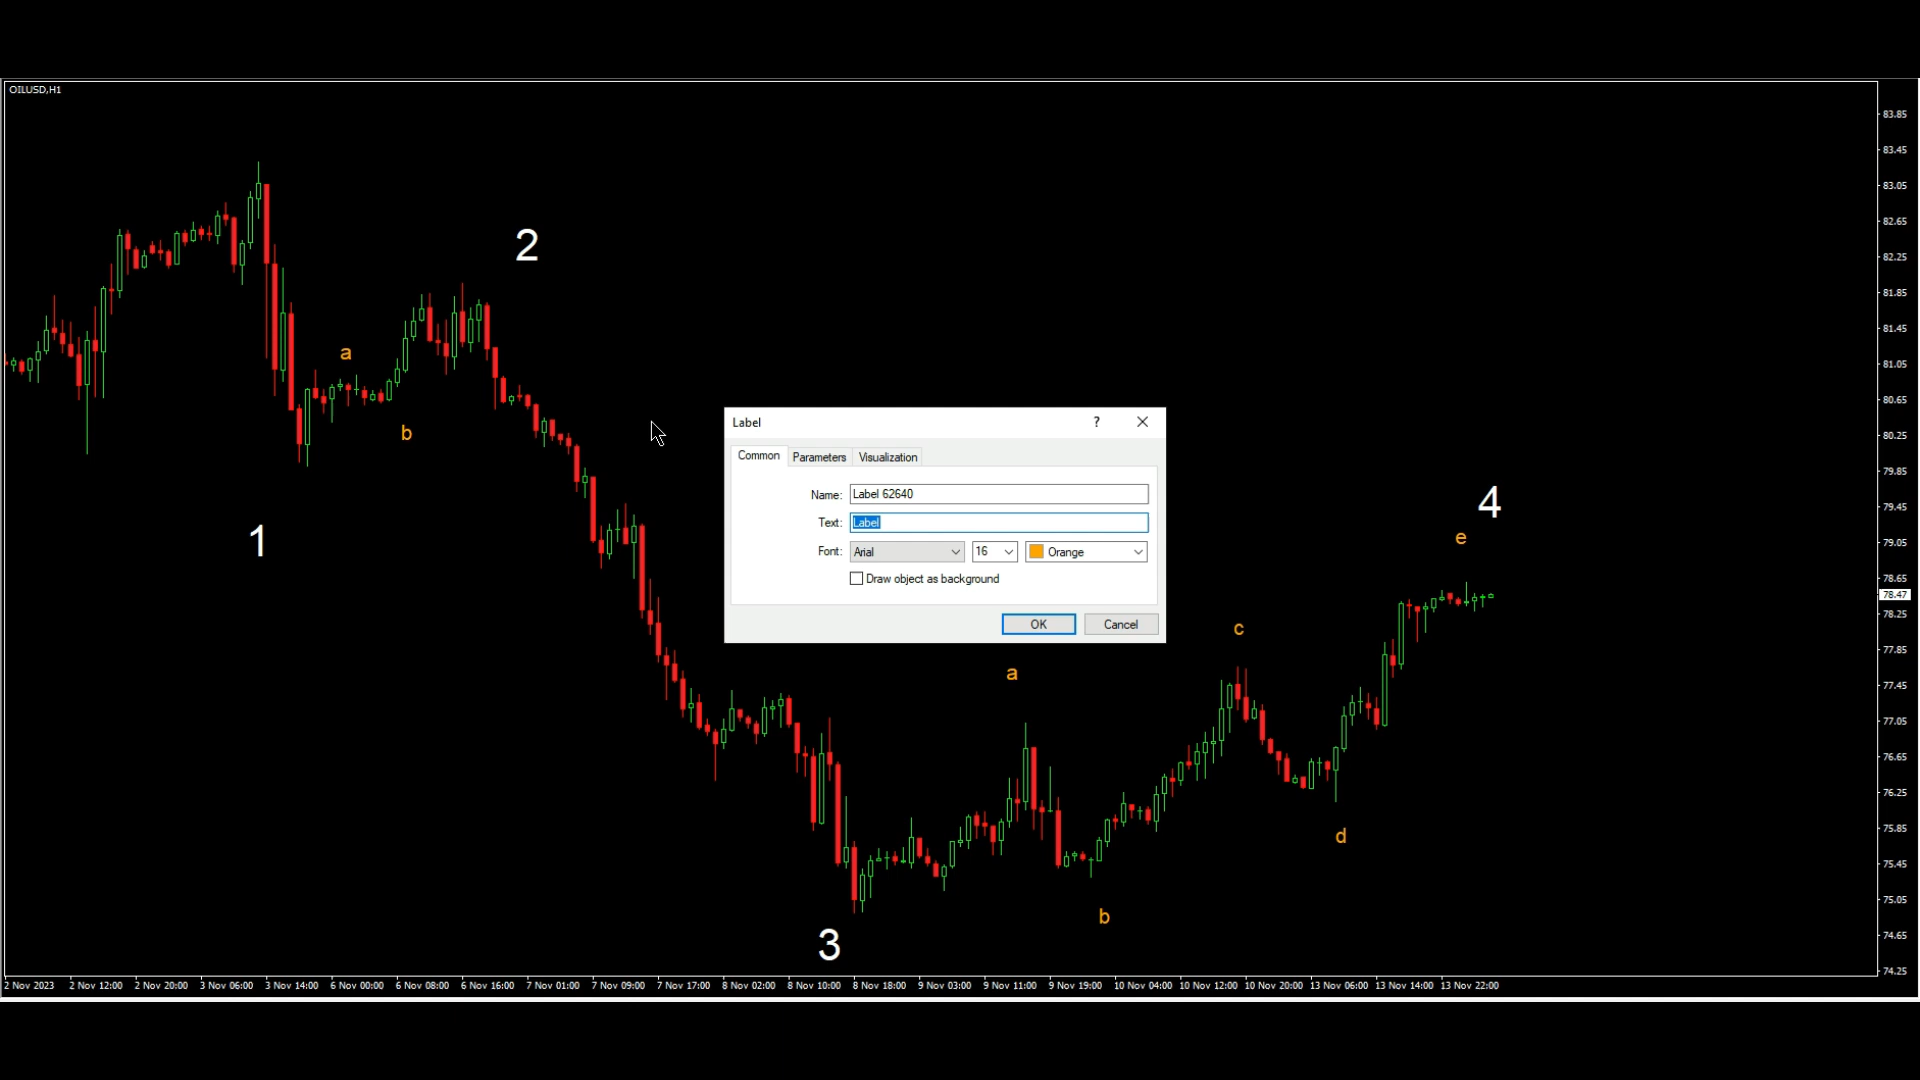 OILUSD,H1
83.85
83.45
83.05
82.65
2
82.25
81.85
81.45
a
81.05
80.65
Label ?
b
80.25
Common Parameters Visualization
79.85
Name: Label 62640
4
79.45
Text: Label
1
e
79.05
Font: Arial 16 Orange
Draw object as background
78.65
78.47
78.25
OK Cancel
c
77.85
a
77.45
77.05
76.65
76.25
d
75.85
75.45
b
75.05
3
74.65
74.25
2 Nov 2023 2 Nov 12:00 2 Nov 20:00 3 Nov 06:00 3 Nov 14:00 6 Nov 00:00 6 Nov 08:00 6 Nov 16:00 7 Nov 01:00 7 Nov 09:00 7 Nov 17:00 8 Nov 02:00 8 Nov 10:00 8 Nov 18:00 9 Nov 03:00 9 Nov 11:00 9 Nov 19:00 10 Nov 04:00 10 Nov 12:00 10 Nov 20:00 13 Nov 06:00 13 Nov 14:00 13 Nov 22:00